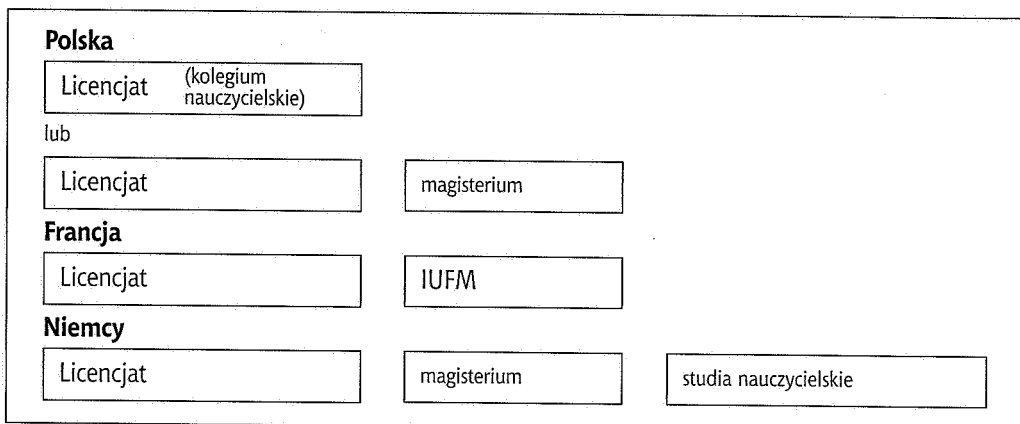 Polska
Licencjat (kolegium
nauczycielskie)
lub
Licencjat magisterium
Francja
Licencjat IUFM
Niemcy
Licencjat magisterium studia nauczycielskie